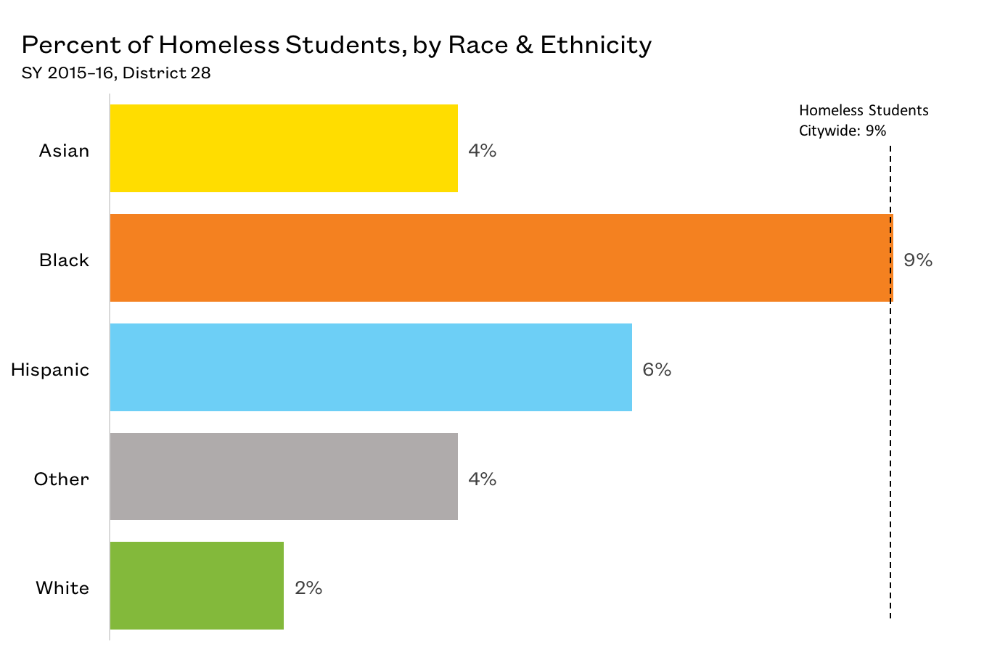 Percent of Homeless Students, by Race & Ethnicity
SY 2015–16, District 28
Homeless Students
Citywide: 9%
Asian
4%
Black
9%
Hispanic
6%
Other
4%
White
2%